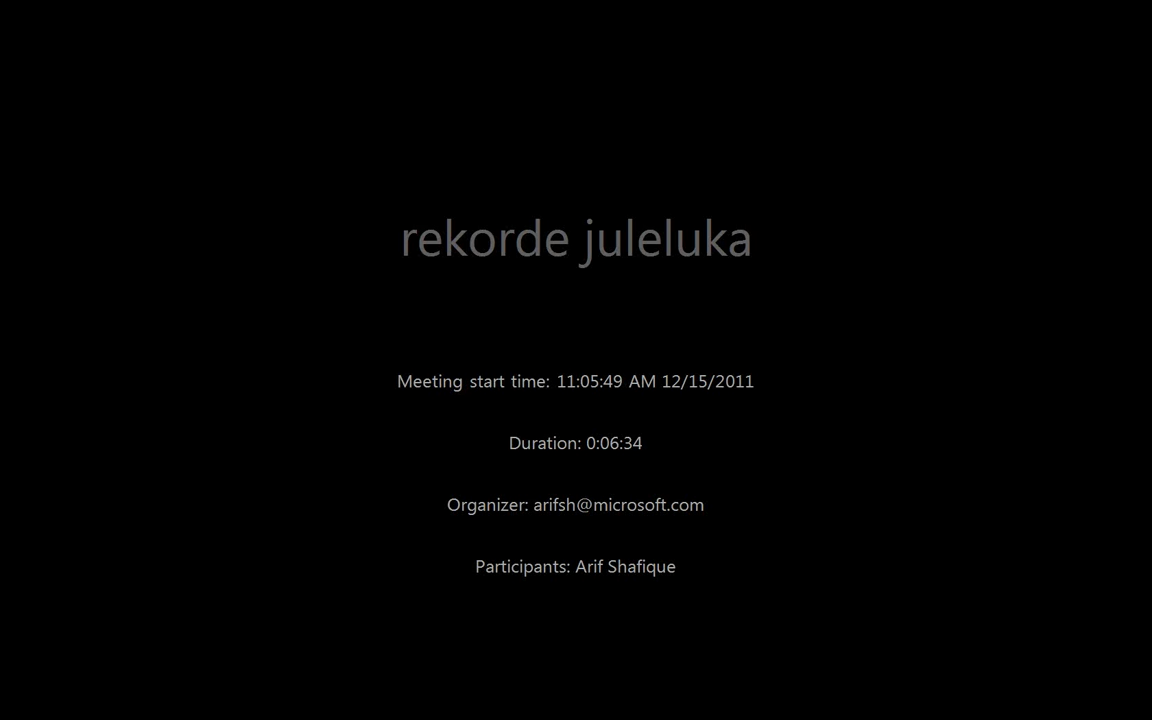 rekorde juleluka
Meeting start time: 11:05:49 AM 12/15/2011
Duration: 0:06:34
Organizer: arifsh@microsoft.com
Participants: Arif Shafique